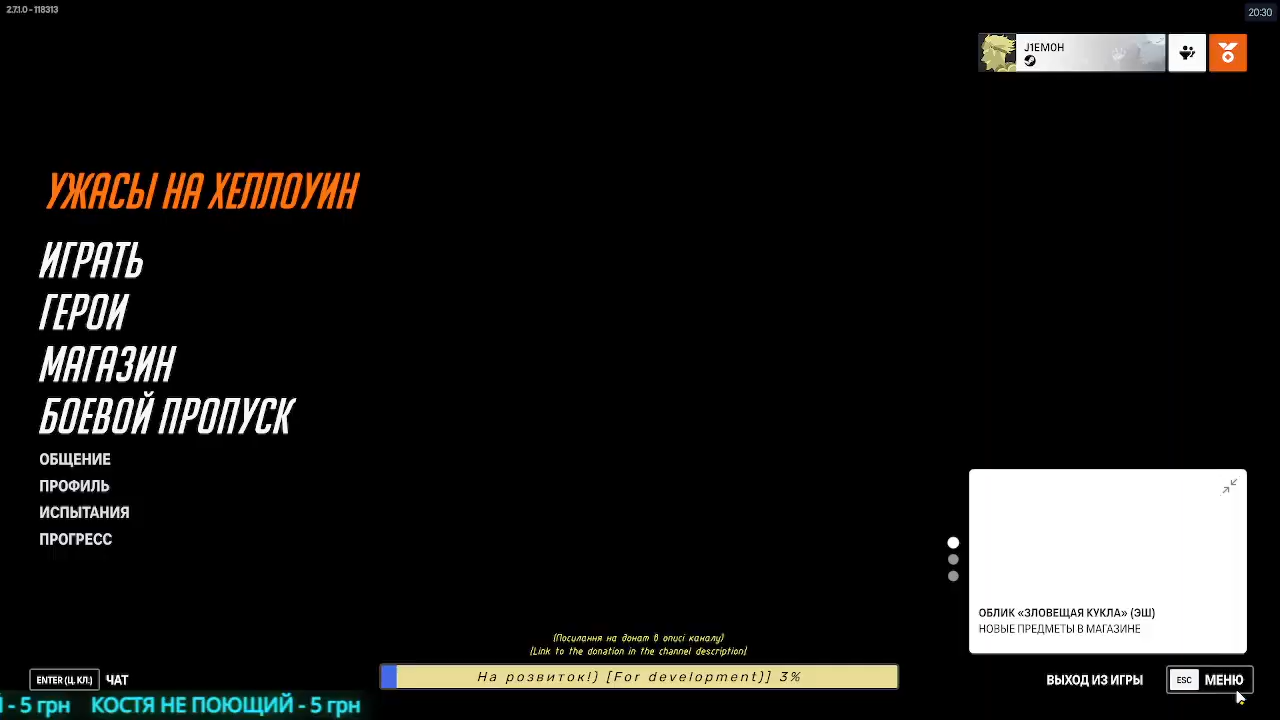 2.7.1.0 - 118313
20:30
J1EMOH
УЖАСЫ НА ХЕЛЛОУИН
ИГРАТЬ
ГЕРОИ
МАГАЗИН
БОЕВОЙ ПРОПУСК
ОБЩЕНИЕ
ПРОФИЛЬ
ИСПЫТАНИЯ
ПРОГРЕСС
ОБЛИК «ЗЛОВЕЩАЯ КУКЛА» (ЭШ)
НОВЫЕ ПРЕДМЕТЫ В МАГАЗИНЕ
(Посилання на донат в описі каналу)
(Link to the donation in the channel description)
На розвиток!) [For development)] 3%
ENTER (Ц. КЛ.) ЧАТ
ВЫХОД ИЗ ИГРЫ
ESC МЕНЮ
Й - 5 грн КОСТЯ НЕ ПОЮЩИЙ - 5 грн